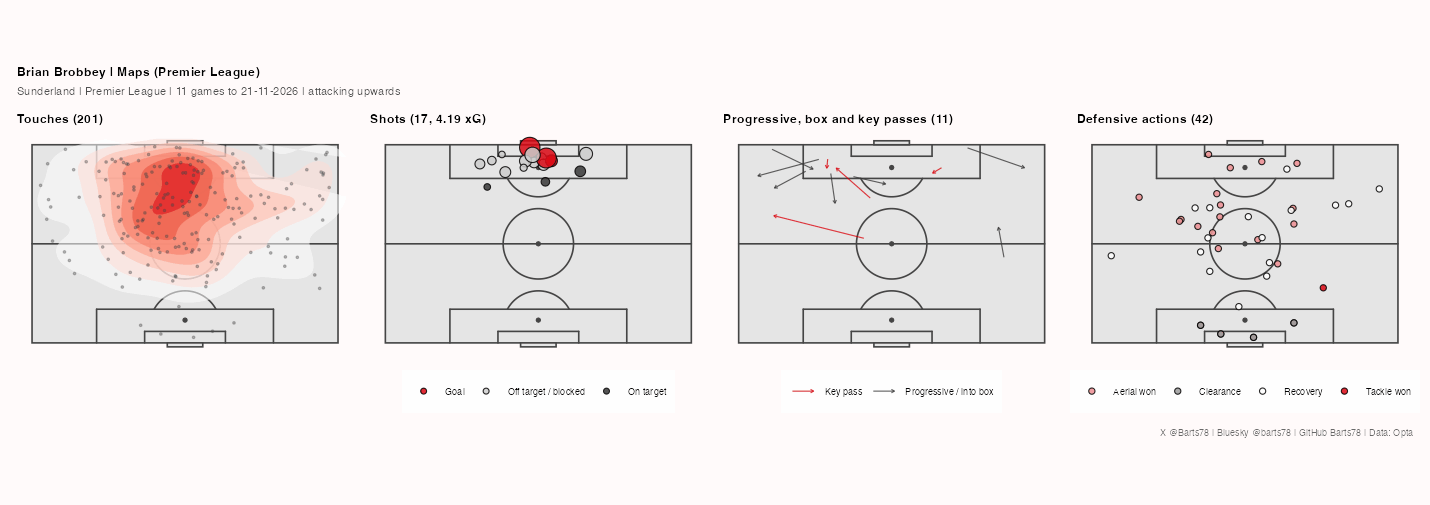 Brian Brobbey | Maps (Premier League)
Sunderland | Premier League | 11 games to 21-11-2026 | attacking upwards
Touches (201)
Shots (17, 4.19 xG)
Progressive, box and key passes (11)
Defensive actions (42)
Goal
Off target / blocked
On target
Key pass
Progressive / into box
Aerial won
Clearance
Recovery
Tackle won
X @Barts78 | Bluesky @barts78 | GitHub Barts78 | Data: Opta